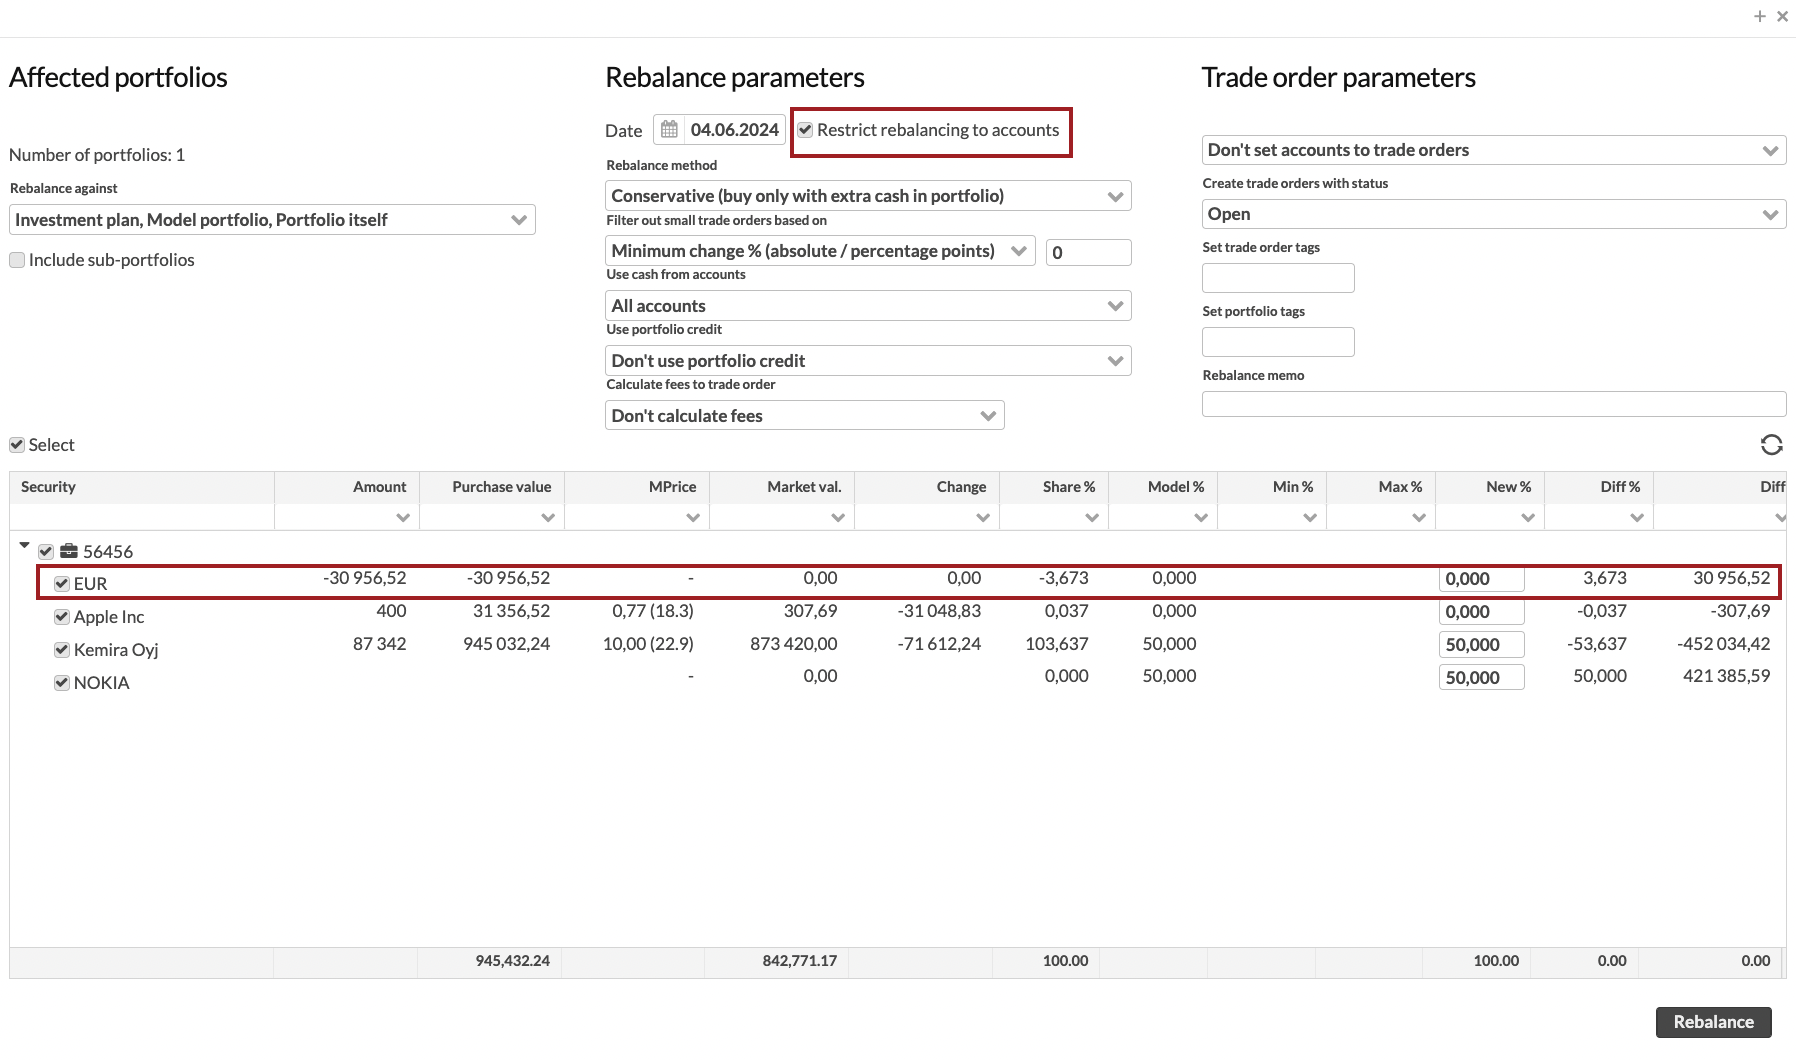 Affected portfolios
Number of portfolios: 1
Rebalance against
Investment plan, Model portfolio, Portfolio itself
Include sub-portfolios
Rebalance parameters
Date 04.06.2024 Restrict rebalancing to accounts
Rebalance method
Conservative (buy only with extra cash in portfolio)
Filter out small trade orders based on
Minimum change % (absolute / percentage points) 0
Use cash from accounts
All accounts
Use portfolio credit
Don't use portfolio credit
Calculate fees to trade order
Don't calculate fees
Trade order parameters
Don't set accounts to trade orders
Create trade orders with status
Open
Set trade order tags
Set portfolio tags
Rebalance memo
Select
Security Amount Purchase value MPrice Market val. Change Share % Model % Min % Max % New % Diff % Diff
56456
EUR -30 956,52 -30 956,52 - 0,00 0,00 -3,673 0,000 0,000 3,673 30 956,52
Apple Inc 400 31 356,52 0,77 (18.3) 307,69 -31 048,83 0,037 0,000 0,000 -0,037 -307,69
Kemira Oyj 87 342 945 032,24 10,00 (22.9) 873 420,00 -71 612,24 103,637 50,000 50,000 -53,637 -452 034,42
NOKIA - 0,00 0,000 50,000 50,000 50,000 421 385,59
945,432.24 842,771.17 100.00 100.00 0.00 0.00
Rebalance